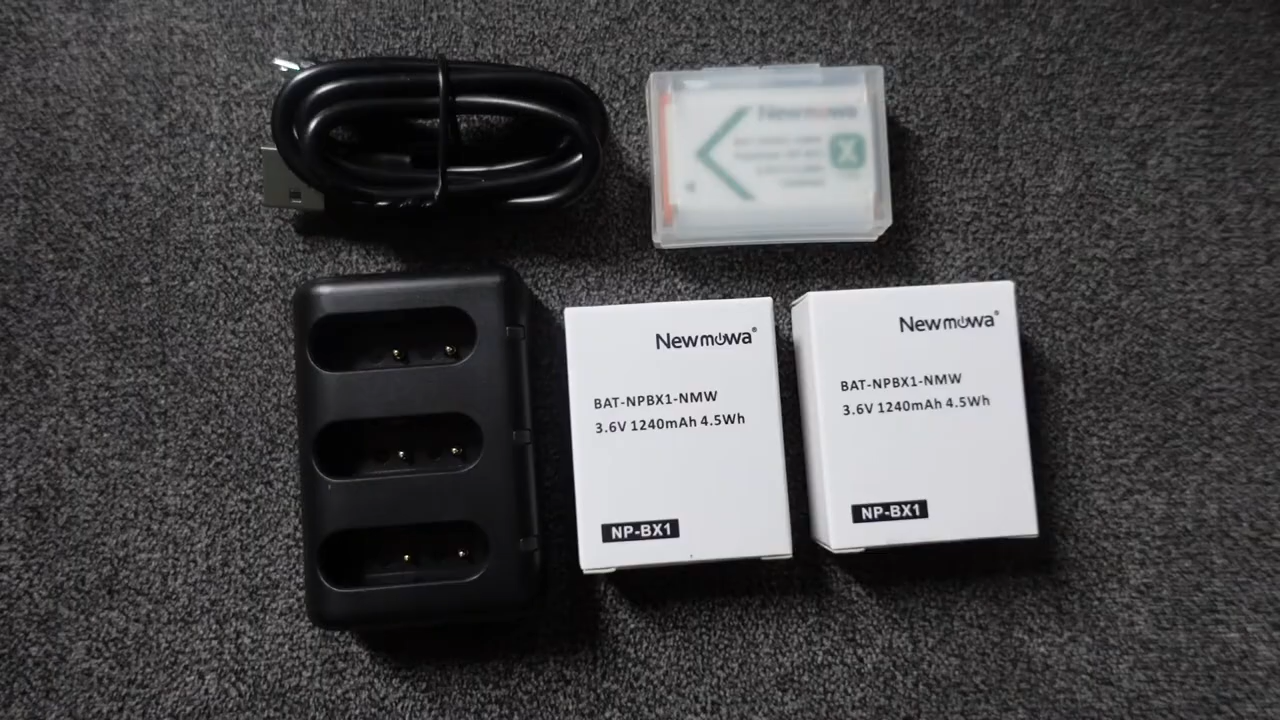 Newmowa
X
Newmowa®
BAT-NPBX1-NMW
3.6V 1240mAh 4.5Wh
NP-BX1
Newmowa®
BAT-NPBX1-NMW
3.6V 1240mAh 4.5Wh
NP-BX1